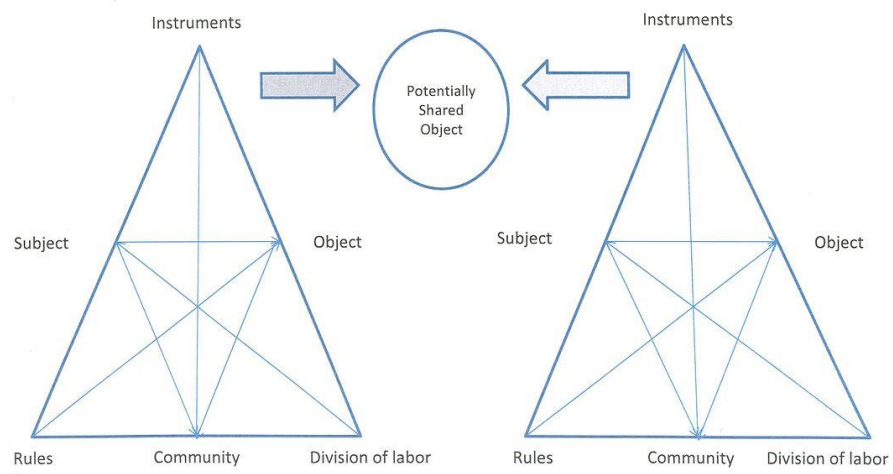 Instruments
Instruments
Potentially
Shared
Object
Subject
Object
Subject
Object
Rules
Community
Division of labor
Rules
Community
Division of labor